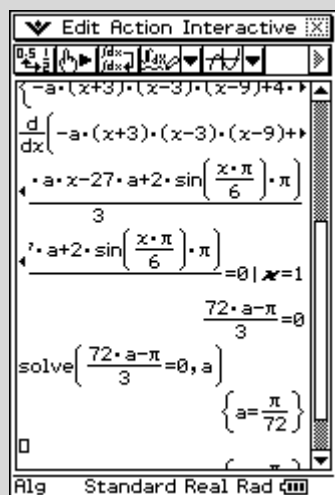 Edit Action Interactive
{-a·(x+3)·(x-3)·(x-9)+4·
d/dx(-a·(x+3)·(x-3)·(x-9)+
·a·x-27·a+2·sin(x·π/6)·π
3
·a+2·sin(x·π/6)·π
=0|x=1
72·a-π/3=0
solve(72·a-π/3=0,a)
{a=π/72}
Alg Standard Real Rad